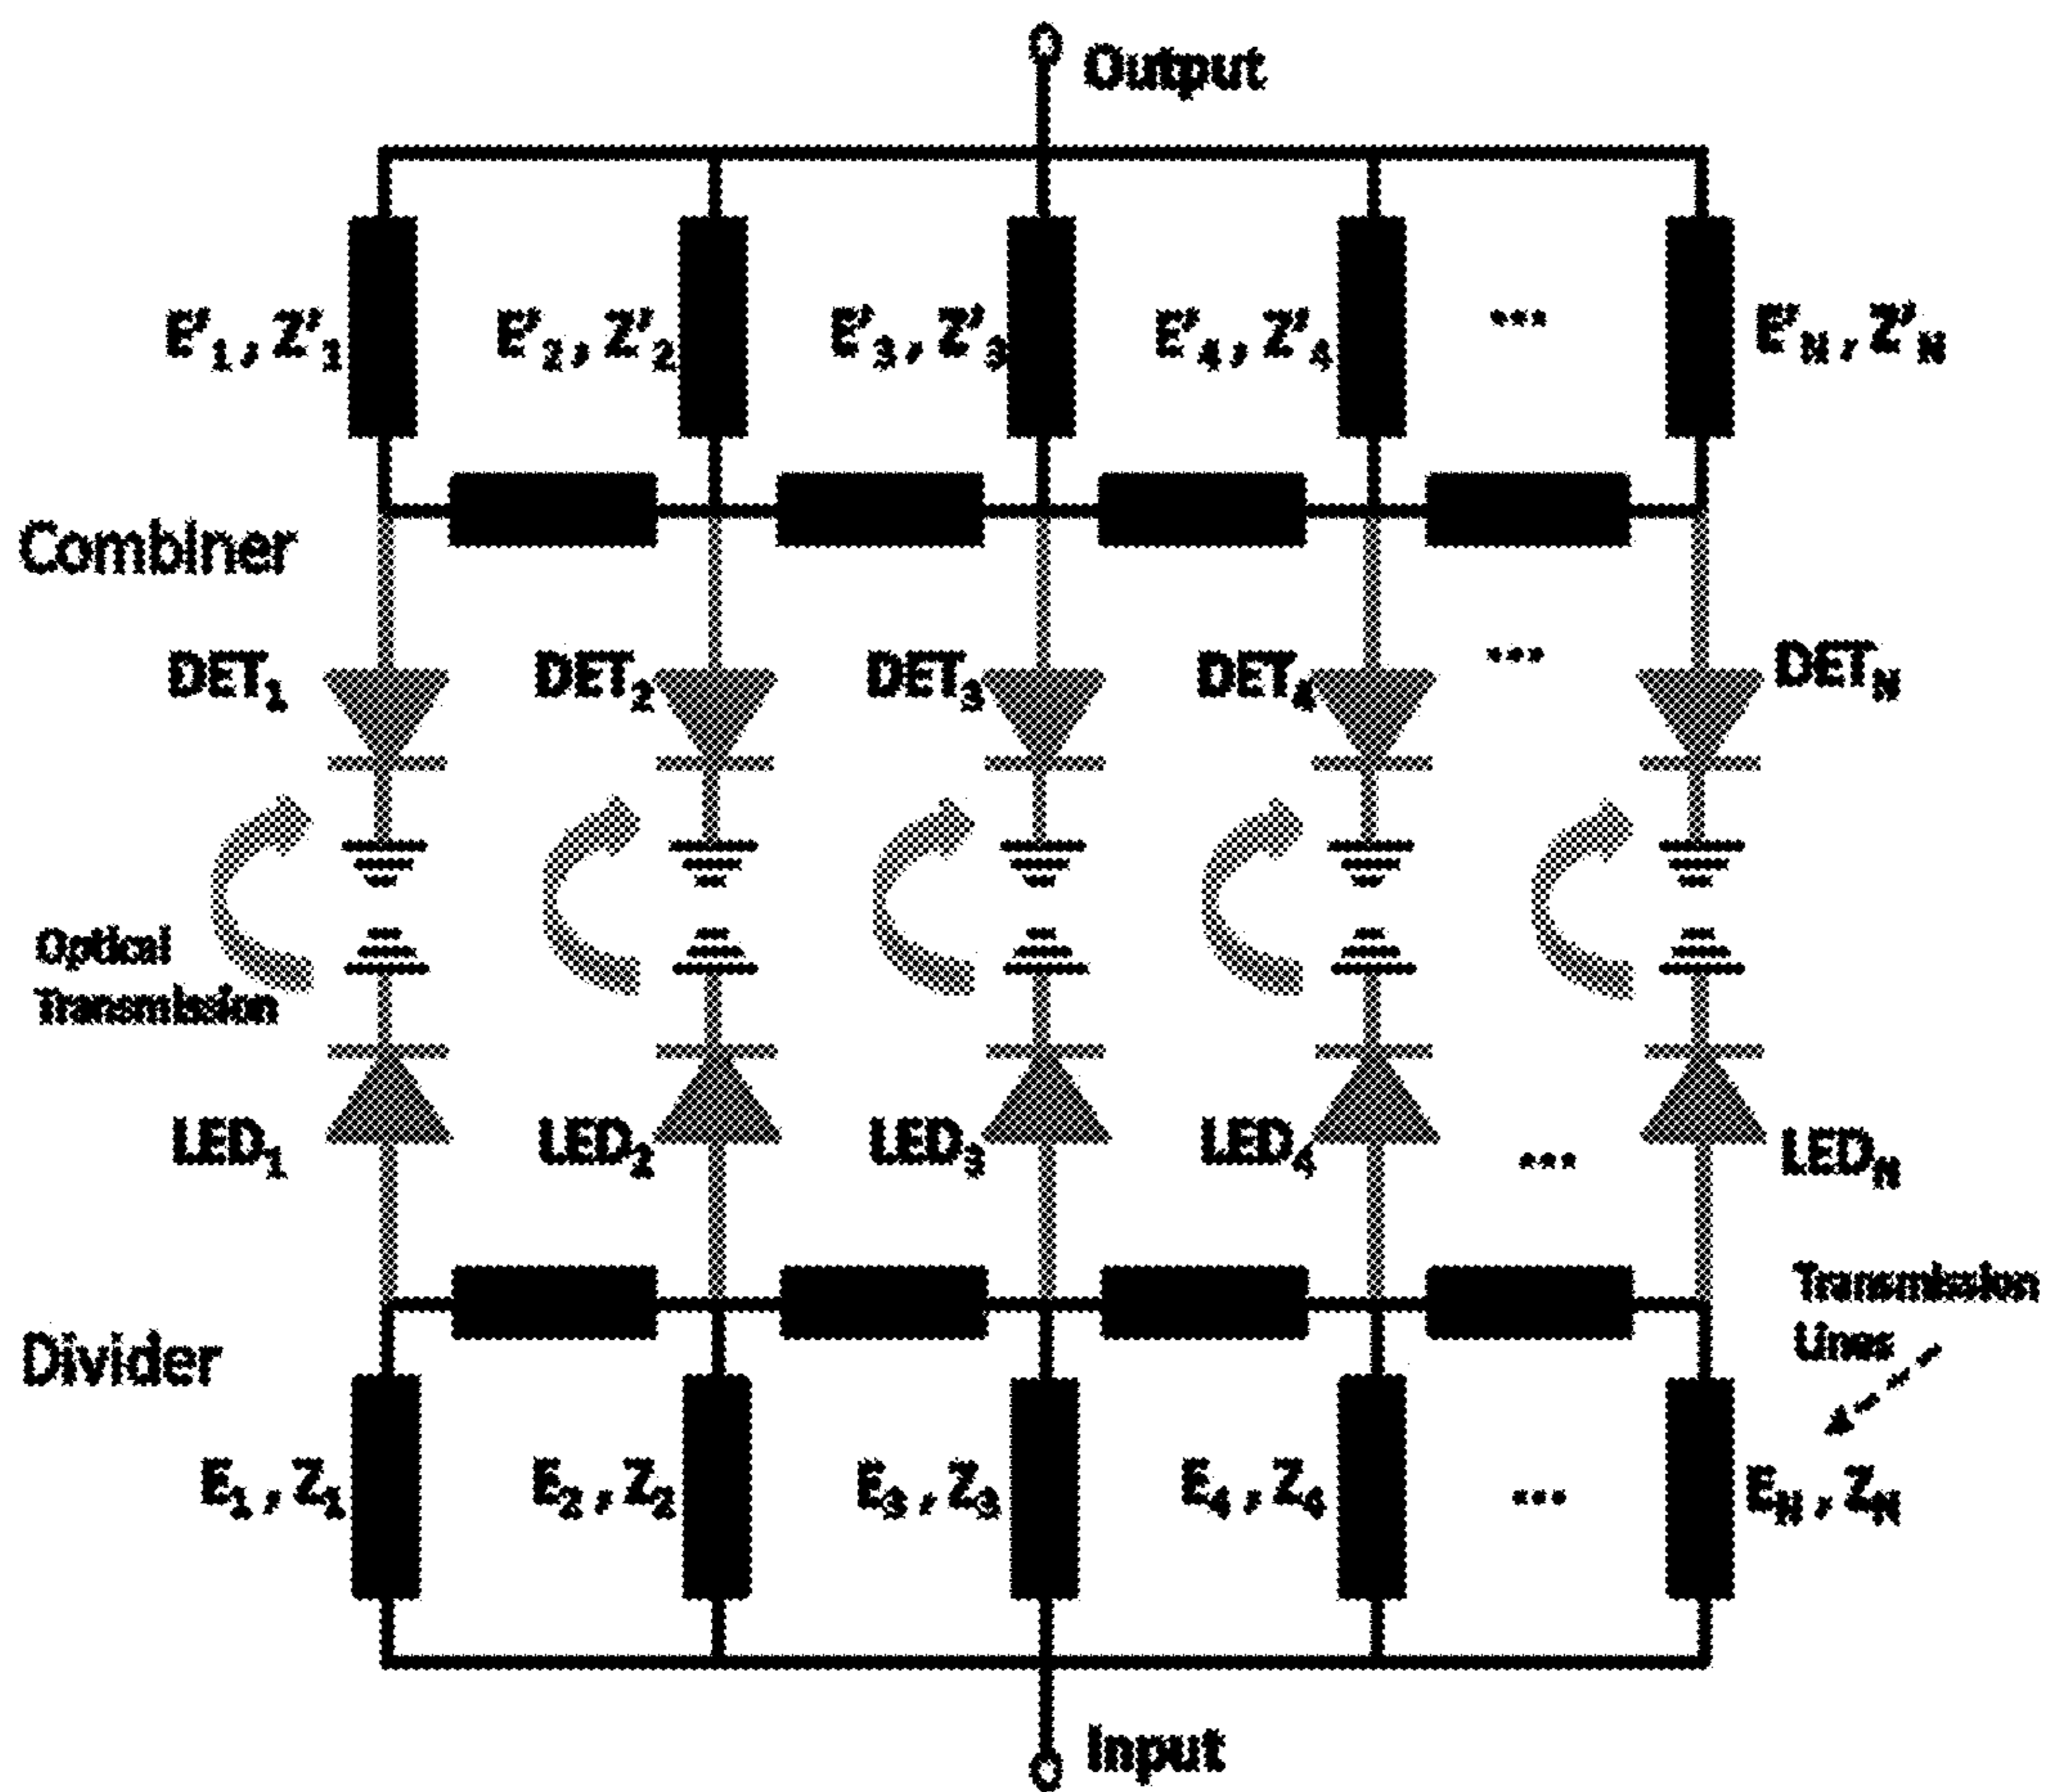 Output
E'₁, Z'₁ E'₂, Z'₂ E'₃, Z'₃ E'₄, Z'₄ ... E'N, Z'N
Combiner
DET₁ DET₂ DET₃ DET₄ ... DETN
Optical
Transmission
LED₁ LED₂ LED₃ LED₄ ... LEDN
Transmission
Lines
Divider
E₁, Z₁ E₂, Z₂ E₃, Z₃ E₄, Z₄ ... EN, ZN
Input